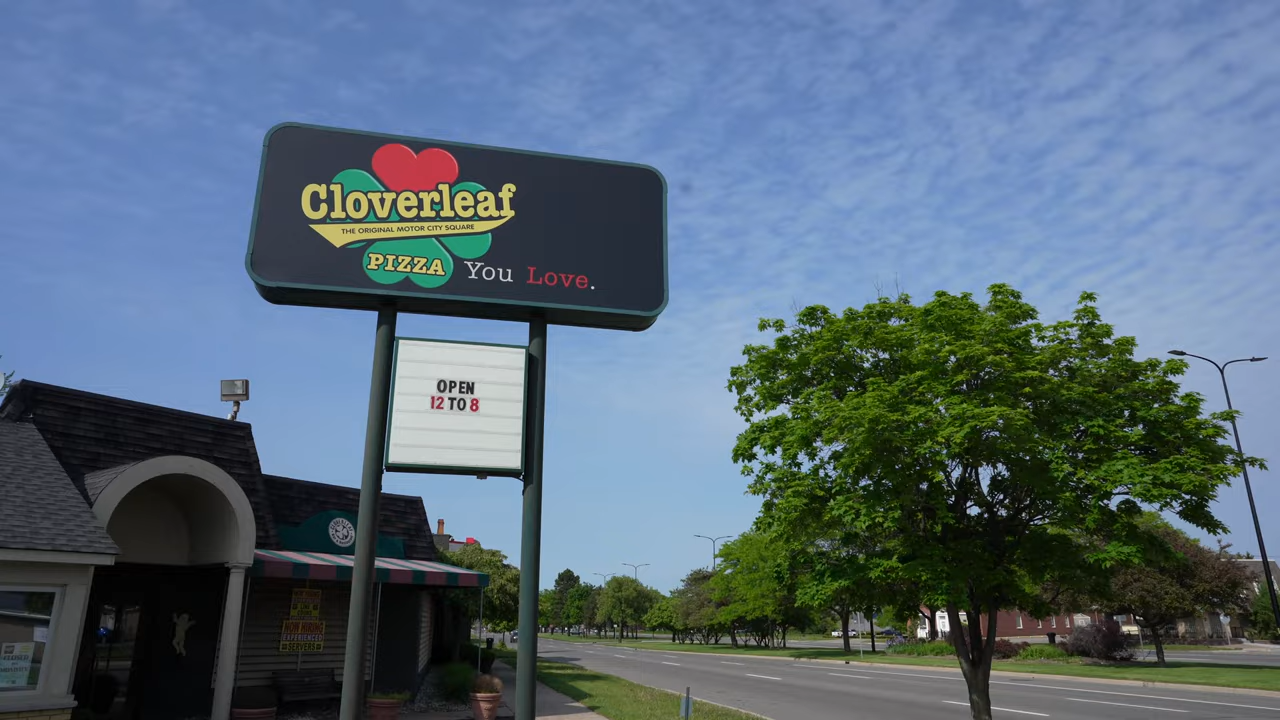 Cloverleaf
THE ORIGINAL MOTOR CITY SQUARE
PIZZA
You Love.
OPEN
12 TO 8
NOW HIRING
EXPERIENCED
SERVERS